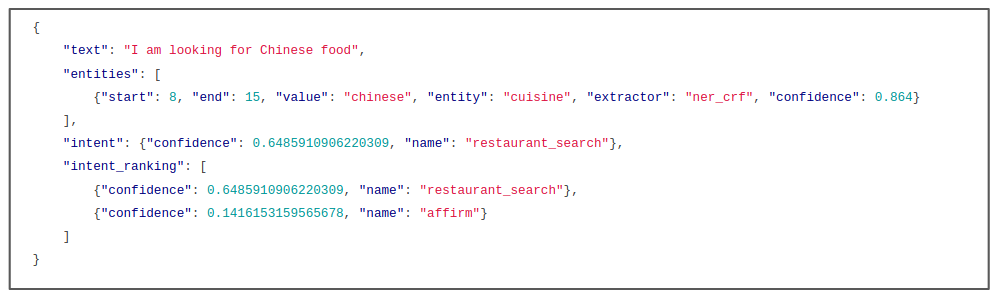 {
    "text": "I am looking for Chinese food",
    "entities": [
        {"start": 8, "end": 15, "value": "chinese", "entity": "cuisine", "extractor": "ner_crf", "confidence": 0.864}
    ],
    "intent": {"confidence": 0.6485910906220309, "name": "restaurant_search"},
    "intent_ranking": [
        {"confidence": 0.6485910906220309, "name": "restaurant_search"},
        {"confidence": 0.1416153159565678, "name": "affirm"}
    ]
}